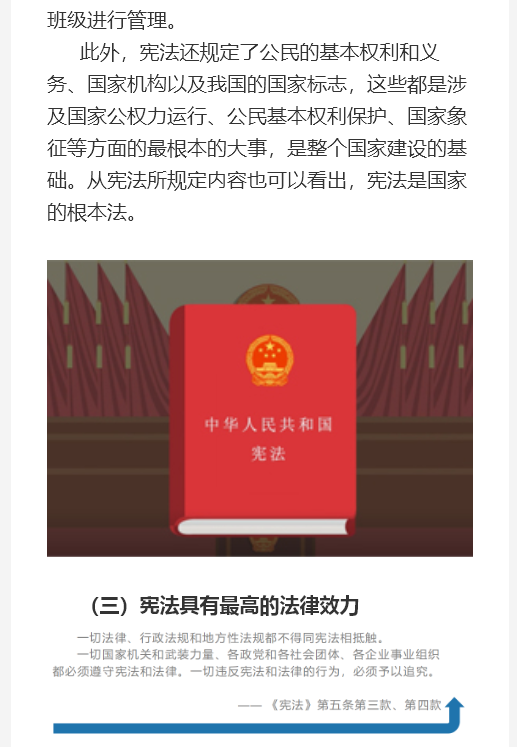 班级进行管理。
此外，宪法还规定了公民的基本权利和义
务、国家机构以及我国的国家标志，这些都是涉
及国家公权力运行、公民基本权利保护、国家象
征等方面的最根本的大事，是整个国家建设的基
础。从宪法所规定内容也可以看出，宪法是国家
的根本法。
中华人民共和国
宪法
（三）宪法具有最高的法律效力
一切法律、行政法规和地方性法规都不得同宪法相抵触。
一切国家机关和武装力量、各政党和各社会团体、各企业事业组织
都必须遵守宪法和法律。一切违反宪法和法律的行为，必须予以追究。
—— 《宪法》第五条第三款、第四款